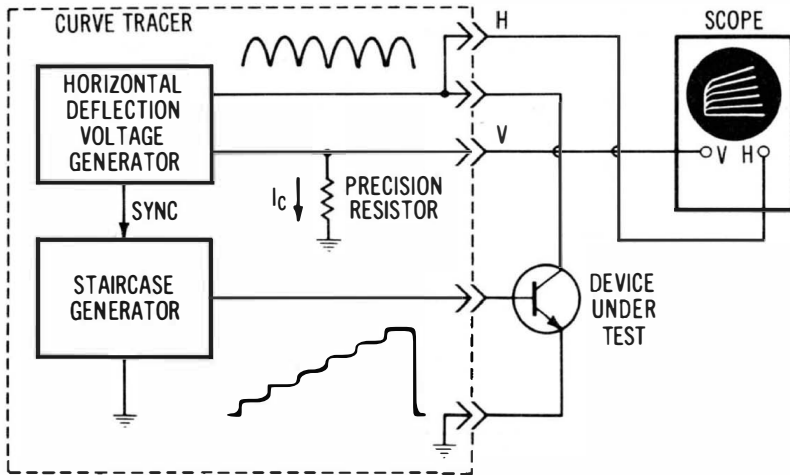 CURVE TRACER
H
SCOPE
HORIZONTAL
DEFLECTION
VOLTAGE
GENERATOR
V
V H
SYNC
IC
PRECISION
RESISTOR
STAIRCASE
GENERATOR
DEVICE
UNDER
TEST